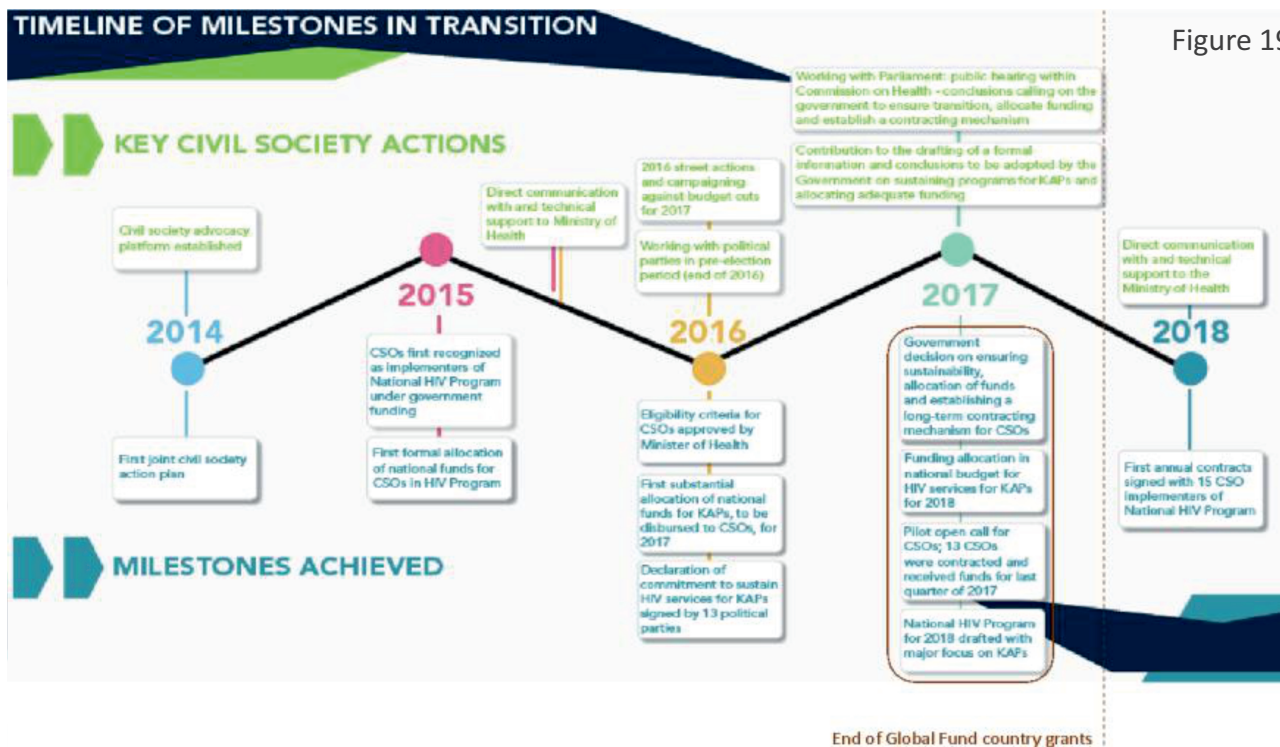 TIMELINE OF MILESTONES IN TRANSITION
Figure 19
KEY CIVIL SOCIETY ACTIONS
Civil society advocacy
platform established
Direct communication
with and technical
support to Ministry of
Health
2016 street actions
and campaigning
against budget cuts
for 2017
Working with political
parties in pre-election
period (end of 2016)
Working with Parliament: public hearing within
Commission on Health - conclusions calling on the
government to ensure transition, allocate funding
and establish a contracting mechanism
Contribution to the drafting of a formal
information and conclusions to be adopted by the
Government on sustaining programs for KAPs and
allocating adequate funding
Direct communication
with and technical
support to the
Ministry of Health
2014
2015
2016
2017
2018
First joint civil society
action plan
CSOs first recognized
as implementers of
National HIV Program
under government
funding
First formal allocation
of national funds for
CSOs in HIV Program
Eligibility criteria for
CSOs approved by
Minister of Health
First substantial
allocation of national
funds for KAPs, to be
disbursed to CSOs, for
2017
Declaration of
commitment to sustain
HIV services for KAPs
signed by 13 political
parties
Government
decision on ensuring
sustainability,
allocation of funds
and establishing a
long-term contracting
mechanism for CSOs
Funding allocation in
national budget for
HIV services for KAPs
for 2018
Pilot open call for
CSOs; 13 CSOs
were contracted and
received funds for last
quarter of 2017
National HIV Program
for 2018 drafted with
major focus on KAPs
First annual contracts
signed with 15 CSO
implementers of
National HIV Program
MILESTONES ACHIEVED
End of Global Fund country grants